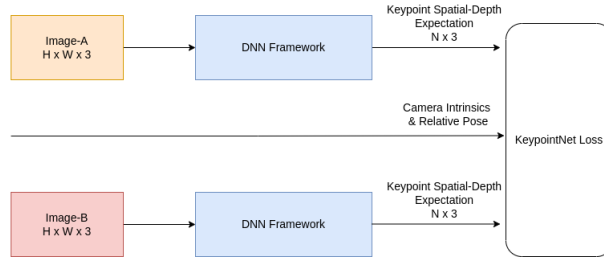 Image-A
H x W x 3
DNN Framework
Keypoint Spatial-Depth
Expectation
N x 3
Camera Intrinsics
& Relative Pose
KeypointNet Loss
Image-B
H x W x 3
DNN Framework
Keypoint Spatial-Depth
Expectation
N x 3